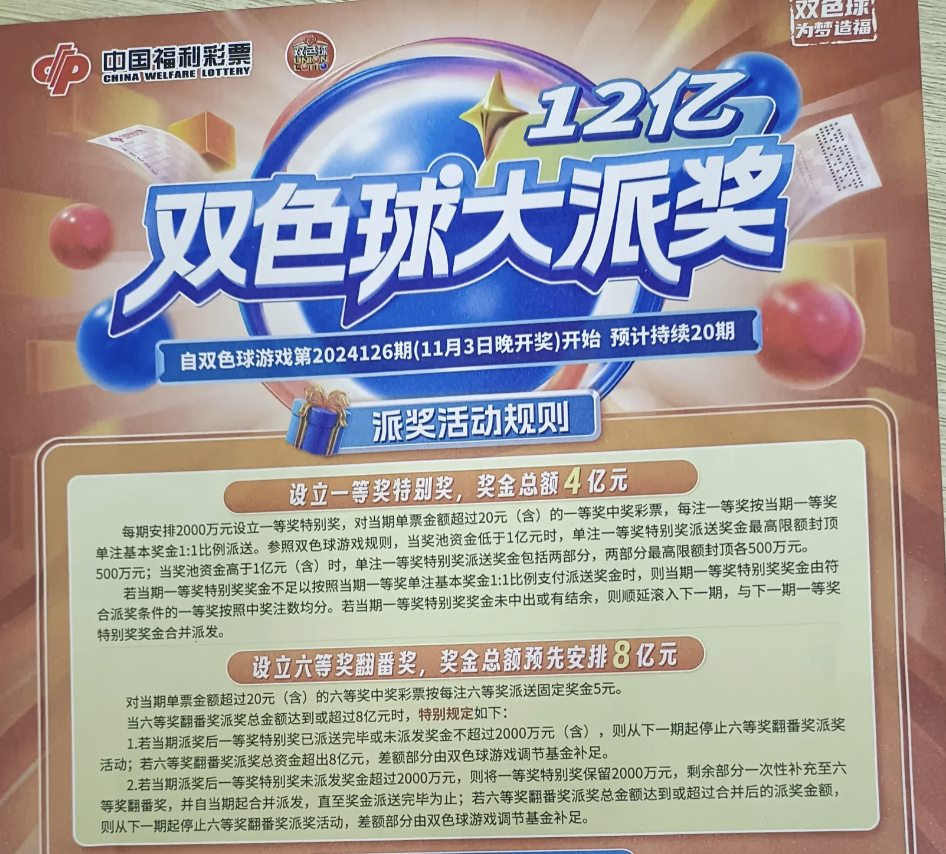 双色球
为梦造福
中国福利彩票
CHINA WELFARE LOTTERY
双色球
UNION
LOTTO
12亿
双色球大派奖
自双色球游戏第2024126期(11月3日晚开奖)开始 预计持续20期
派奖活动规则
设立一等奖特别奖，奖金总额4亿元
每期安排2000万元设立一等奖特别奖，对当期单票金额超过20元（含）的一等奖中奖彩票，每注一等奖按当期一等奖
单注基本奖金1:1比例派送。参照双色球游戏规则，当奖池资金低于1亿元时，单注一等奖特别奖派送奖金最高限额封顶
500万元；当奖池资金高于1亿元（含）时，单注一等奖特别奖派送奖金包括两部分，两部分最高限额封顶各500万元。
若当期一等奖特别奖奖金不足以按照当期一等奖单注基本奖金1:1比例支付派送奖金时，则当期一等奖特别奖奖金由符
合派奖条件的一等奖按照中奖注数均分。若当期一等奖特别奖奖金未中出或有结余，则顺延滚入下一期，与下一期一等奖
特别奖奖金合并派发。
设立六等奖翻番奖，奖金总额预先安排8亿元
对当期单票金额超过20元（含）的六等奖中奖彩票按每注六等奖派送固定奖金5元。
当六等奖翻番奖派奖总金额达到或超过8亿元时，特别规定如下：
1.若当期派奖后一等奖特别奖已派送完毕或未派发奖金不超过2000万元（含），则从下一期起停止六等奖翻番奖派奖
活动；若六等奖翻番奖派奖总资金超出8亿元，差额部分由双色球游戏调节基金补足。
2.若当期派奖后一等奖特别奖未派发奖金超过2000万元，则将一等奖特别奖保留2000万元，剩余部分一次性补充至六
等奖翻番奖，并自当期起合并派发，直至奖金派送完毕为止；若六等奖翻番奖派奖总金额达到或超过合并后的派奖金额，
则从下一期起停止六等奖翻番奖派奖活动，差额部分由双色球游戏调节基金补足。